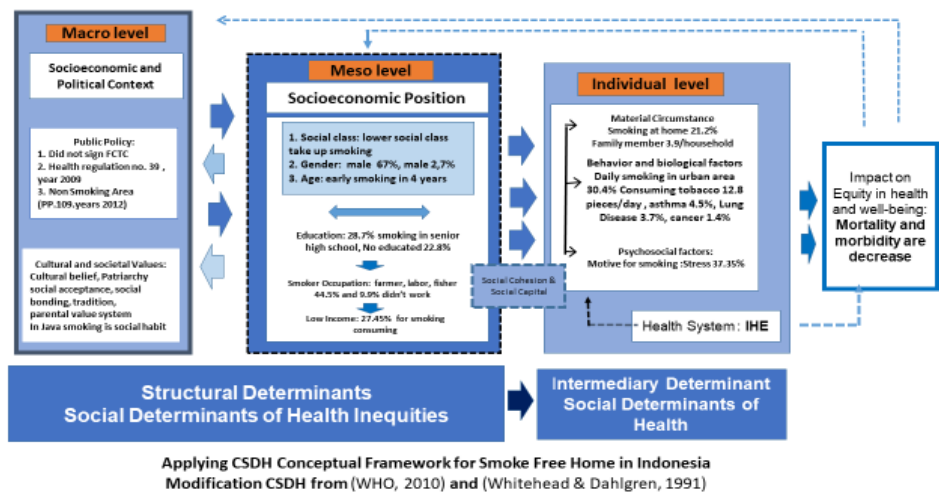 Macro level
Socioeconomic and
Political Context
Public Policy:
1. Did not sign FCTC
2. Health regulation no. 39 ,
year 2009
3. Non Smoking Area
(PP.109.years 2012)
Cultural and societal Values:
Cultural belief, Patriarchy
social acceptance, social
bonding, tradition,
parental value system
In Java smoking is social habit
Meso level
Socioeconomic Position
1. Social class: lower social class
take up smoking
2. Gender: male 67%, male 2,7%
3. Age: early smoking in 4 years
Education: 28.7% smoking in senior
high school, No educated 22.8%
Smoker Occupation: farmer, labor, fisher
44.5% and 9.9% didn't work
Low Income: 27.45% for smoking
consuming
Individual level
Material Circumstance
Smoking at home 21.2%
Family member 3.9/household
Behavior and biological factors
Daily smoking in urban area
30.4% Consuming tobacco 12.8
pieces/day , asthma 4.5%, Lung
Disease 3.7%, cancer 1.4%
Psychosocial factors:
Motive for smoking :Stress 37.35%
Social Cohesion &
Social Capital
Health System : IHE
Impact on
Equity in health
and well-being:
Mortality and
morbidity are
decrease
Structural Determinants
Social Determinants of Health Inequities
Intermediary Determinant
Social Determinants of
Health
Applying CSDH Conceptual Framework for Smoke Free Home in Indonesia
Modification CSDH from (WHO, 2010) and (Whitehead & Dahlgren, 1991)